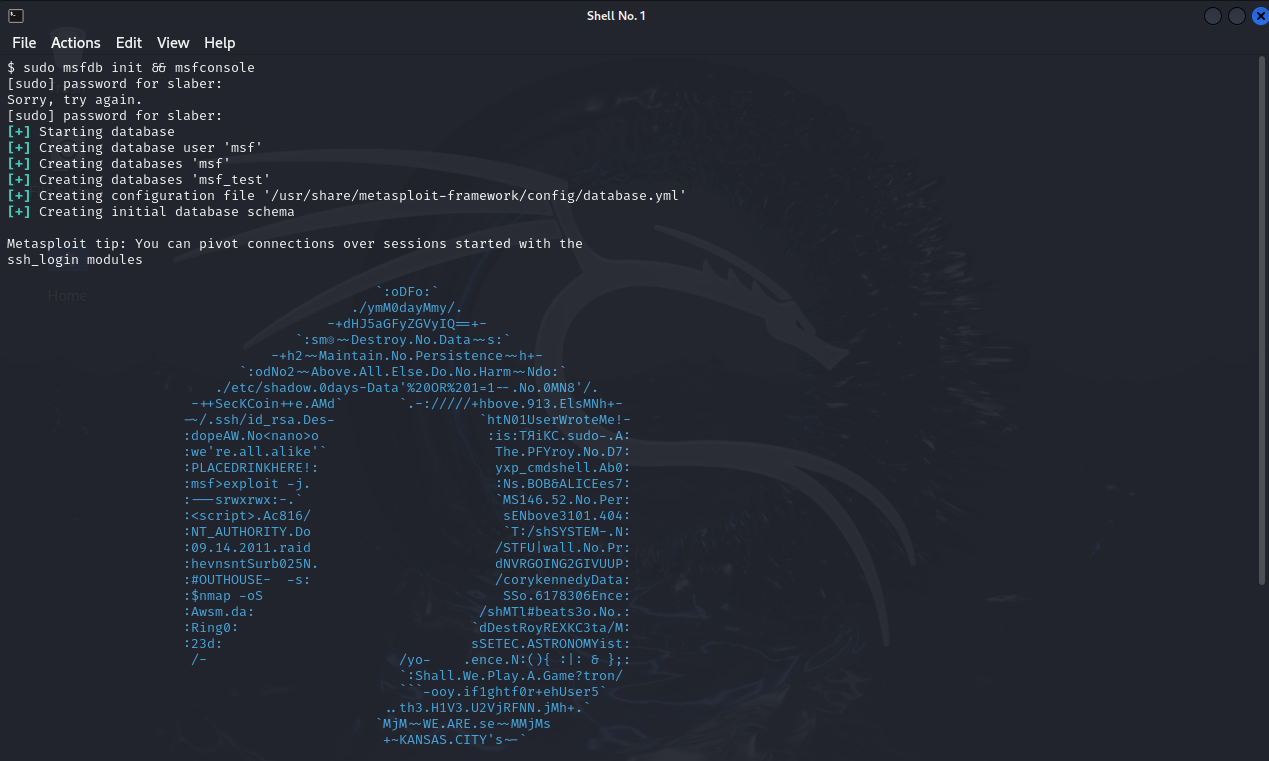 Shell No. 1
File Actions Edit View Help
$ sudo msfdb init && msfconsole
[sudo] password for slaber:
Sorry, try again.
[sudo] password for slaber:
[+] Starting database
[+] Creating database user 'msf'
[+] Creating databases 'msf'
[+] Creating databases 'msf_test'
[+] Creating configuration file '/usr/share/metasploit-framework/config/database.yml'
[+] Creating initial database schema
Metasploit tip: You can pivot connections over sessions started with the
ssh_login modules
Home
`:oDFo:`
./ymM0dayMmy/.
-+dHJ5aGFyZGVyIQ==+-
`:sm@~~Destroy.No.Data~~s:`
-+h2~~Maintain.No.Persistence~~h+-
`:odNo2~~Above.All.Else.Do.No.Harm~~Ndo:`
./etc/shadow.0days-Data'%20OR%201=1--.No.0MN8'/.
-++SecKCoin++e.AMd` `.-://///+hbove.913.ElsMNh+-
-~/.ssh/id_rsa.Des- `htN01UserWroteMe!-
:dopeAW.No<nano>o :is:TЯiKC.sudo-.A:
:we're.all.alike'` The.PFYroy.No.D7:
:PLACEDRINKHERE!: yxp_cmdshell.Ab0:
:msf>exploit -j. :Ns.BOB&ALICEes7:
:---srwxrwx:-.` `MS146.52.No.Per:
:<script>.Ac816/ sENbove3101.404:
:NT_AUTHORITY.Do `T:/shSYSTEM-.N:
:09.14.2011.raid /STFU|wall.No.Pr:
:hevnsntSurb025N. dNVRGOING2GIVUUP:
:#OUTHOUSE- -s: /corykennedyData:
:$nmap -oS SSo.6178306Ence:
:Awsm.da: /shMTl#beats3o.No.:
:Ring0: `dDestRoyREXKC3ta/M:
:23d: sSETEC.ASTRONOMYist:
/- /yo- .ence.N:(){ :|: & };:
`:Shall.We.Play.A.Game?tron/
```-ooy.if1ghtf0r+ehUser5`
..th3.H1V3.U2VjRFNN.jMh+.`
`MjM~~WE.ARE.se~~MMjMs
+~KANSAS.CITY's~-`